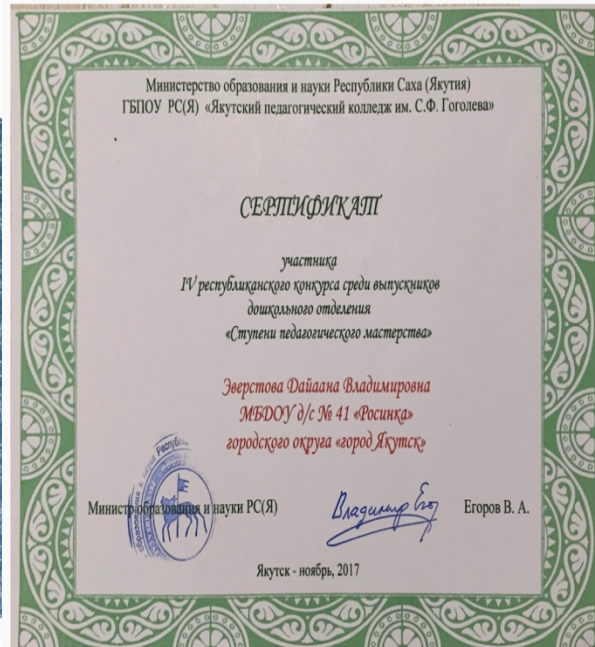 Министерство образования и науки Республики Саха (Якутия)
ГБПОУ РС(Я) «Якутский педагогический колледж им. С.Ф. Гоголева»
СЕРТИФИКАТ
участника
IV республиканского конкурса среди выпускников
дошкольного отделения
«Ступени педагогического мастерства»
Эверстова Дайаана Владимировна
МБДОУ д/с № 41 «Росинка»
городского округа «город Якутск»
Министр образования и науки РС(Я) Владимир Егор Егоров В. А.
Якутск - ноябрь, 2017